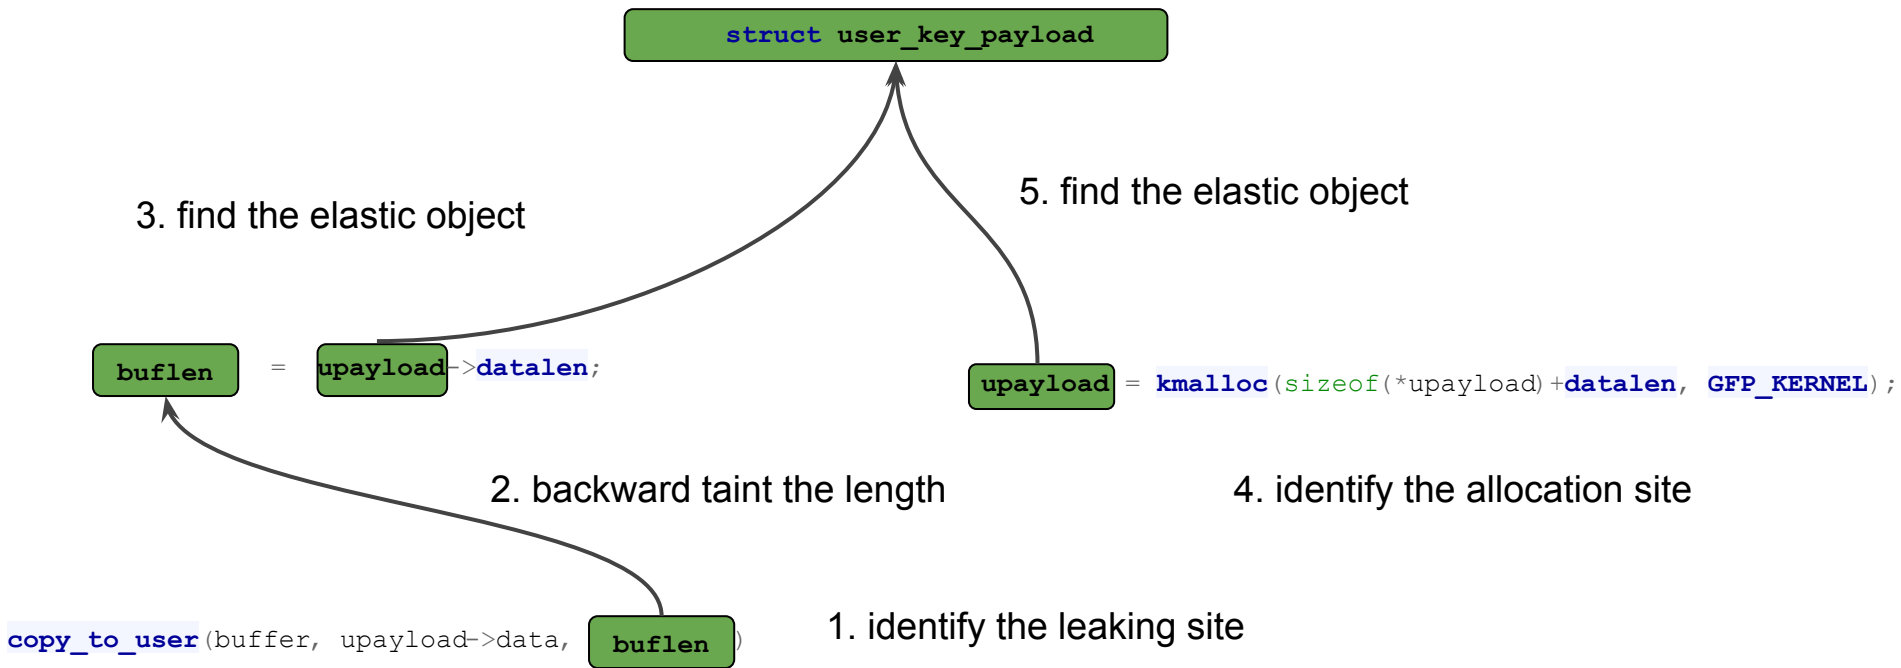 struct user_key_payload
5. find the elastic object
3. find the elastic object
buflen = upayload->datalen;
upayload = kmalloc(sizeof(*upayload)+datalen, GFP_KERNEL);
2. backward taint the length
4. identify the allocation site
1. identify the leaking site
copy_to_user(buffer, upayload->data, buflen)